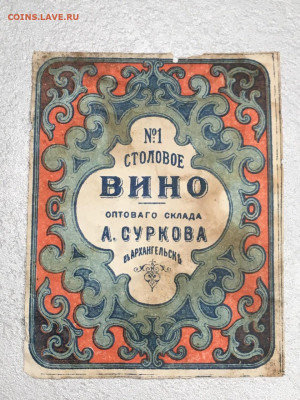 COINS.LAVE.RU
№1
СТОЛОВОЕ
ВИНО
ОПТОВАГО СКЛАДА
А. СУРКОВА
въ АРХАНГЕЛЬСКѢ